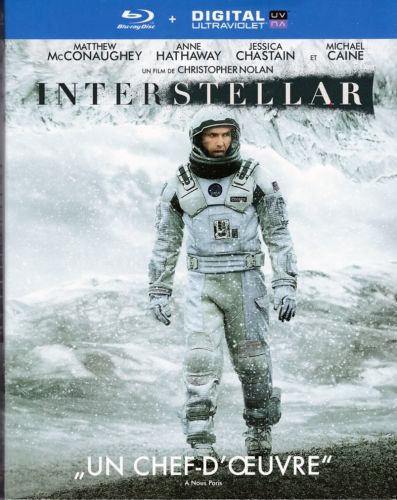 Blu-ray Disc + DIGITAL ULTRAVIOLET UV
MATTHEW McCONAUGHEY ANNE HATHAWAY JESSICA CHASTAIN ET MICHAEL CAINE
UN FILM DE CHRISTOPHER NOLAN
INTERSTELLAR
„UN CHEF-D'ŒUVRE"
A Nous Paris